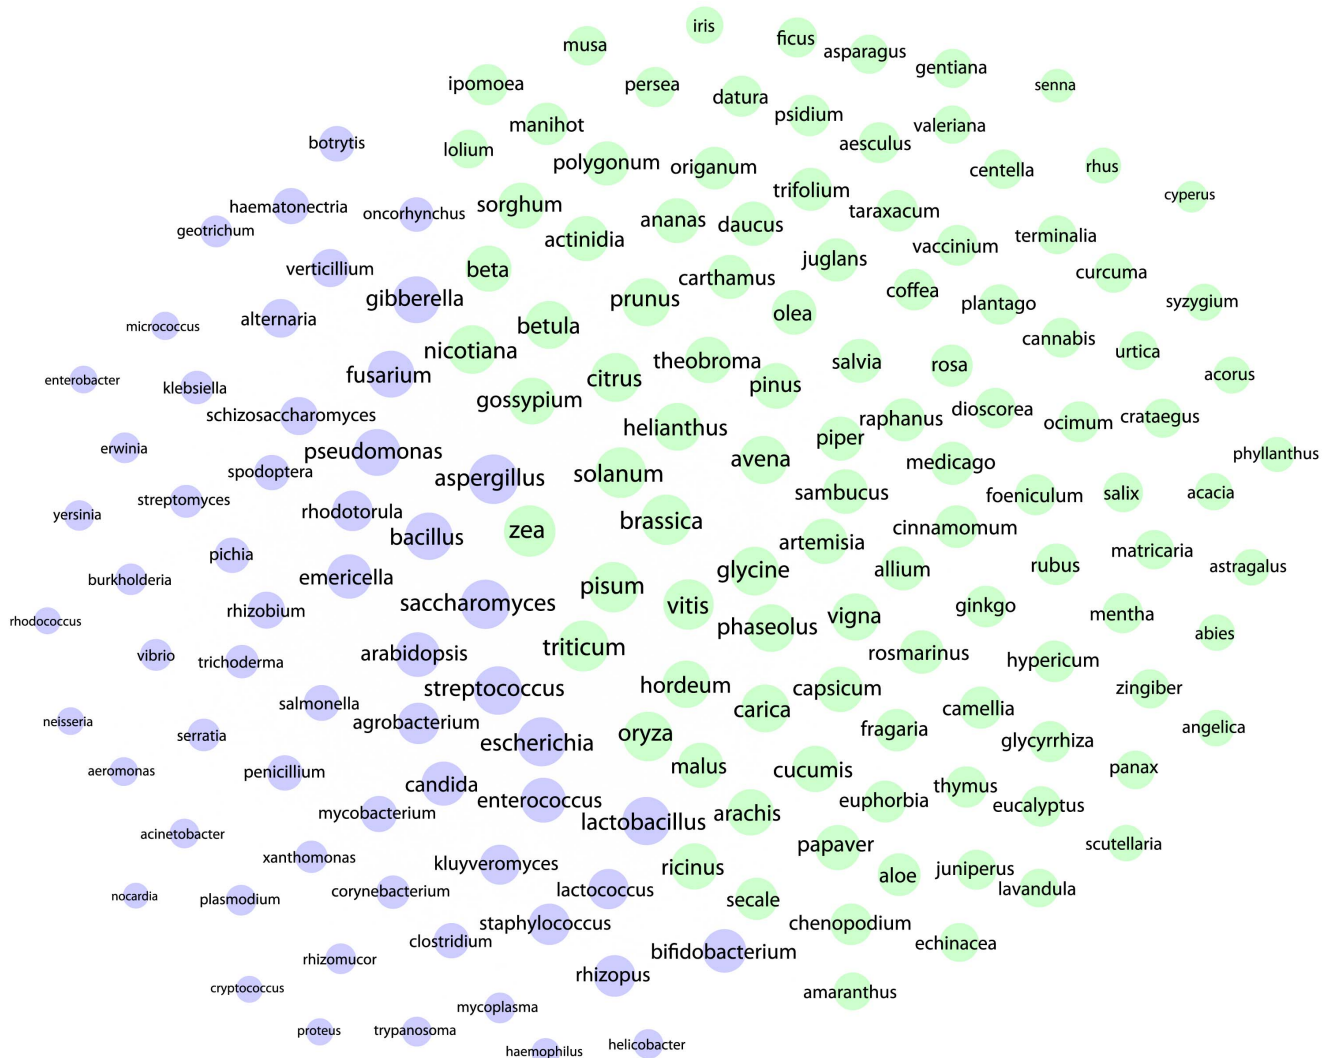 iris
musa
ficus
asparagus
gentiana
ipomoea
persea
senna
datura
psidium
manihot
valeriana
botrytis
aesculus
lolium
polygonum
origanum
rhus
centella
trifolium
cyperus
haematonectria
oncorhynchus
sorghum
taraxacum
ananas
daucus
geotrichum
actinidia
terminalia
vaccinium
juglans
verticillium
beta
curcuma
carthamus
coffea
gibberella
prunus
plantago
syzygium
olea
alternaria
micrococcus
betula
cannabis
nicotiana
urtica
theobroma
salvia
rosa
fusarium
acorus
enterobacter
citrus
pinus
klebsiella
gossypium
dioscorea
schizosaccharomyces
crataegus
raphanus
ocimum
helianthus
piper
erwinia
pseudomonas
phyllanthus
avena
medicago
spodoptera
solanum
aspergillus
sambucus
acacia
salix
foeniculum
streptomyces
rhodotorula
yersinia
brassica
cinnamomum
zea
bacillus
artemisia
matricaria
pichia
rubus
astragalus
glycine
allium
emericella
burkholderia
pisum
saccharomyces
vitis
ginkgo
rhizobium
mentha
vigna
rhodococcus
phaseolus
abies
triticum
arabidopsis
rosmarinus
vibrio
hypericum
trichoderma
hordeum
streptococcus
capsicum
zingiber
salmonella
carica
camellia
neisseria
agrobacterium
angelica
fragaria
oryza
serratia
glycyrrhiza
escherichia
malus
panax
cucumis
aeromonas
penicillium
candida
thymus
enterococcus
euphorbia
eucalyptus
mycobacterium
arachis
lactobacillus
acinetobacter
papaver
scutellaria
xanthomonas
kluyveromyces
ricinus
juniperus
aloe
lavandula
lactococcus
corynebacterium
nocardia
plasmodium
secale
staphylococcus
chenopodium
clostridium
echinacea
bifidobacterium
rhizomucor
rhizopus
cryptococcus
amaranthus
mycoplasma
proteus
trypanosoma
helicobacter
haemophilus